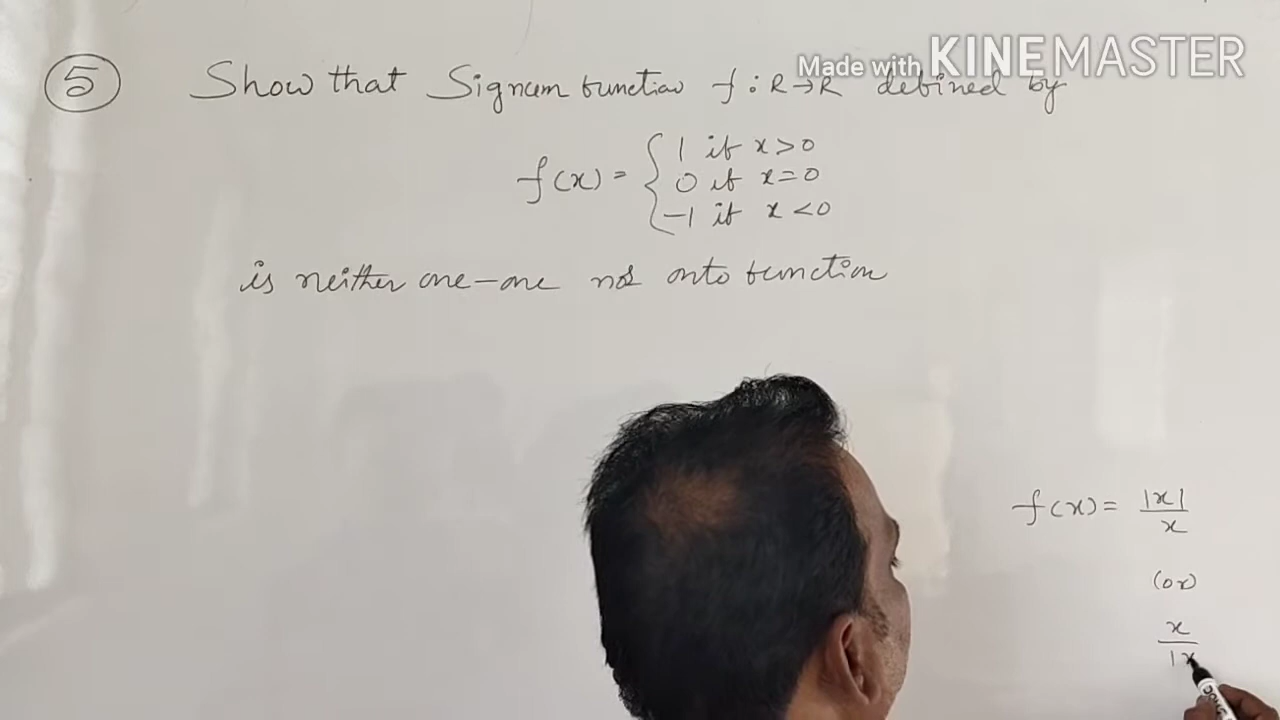 Made with KINEMASTER
5 Show that Signum function f : R → R defined by
f(x) = { 1 if x > 0
0 if x = 0
-1 if x < 0
is neither one-one nor onto function
f(x) = |x| / x
(or)
x / |x